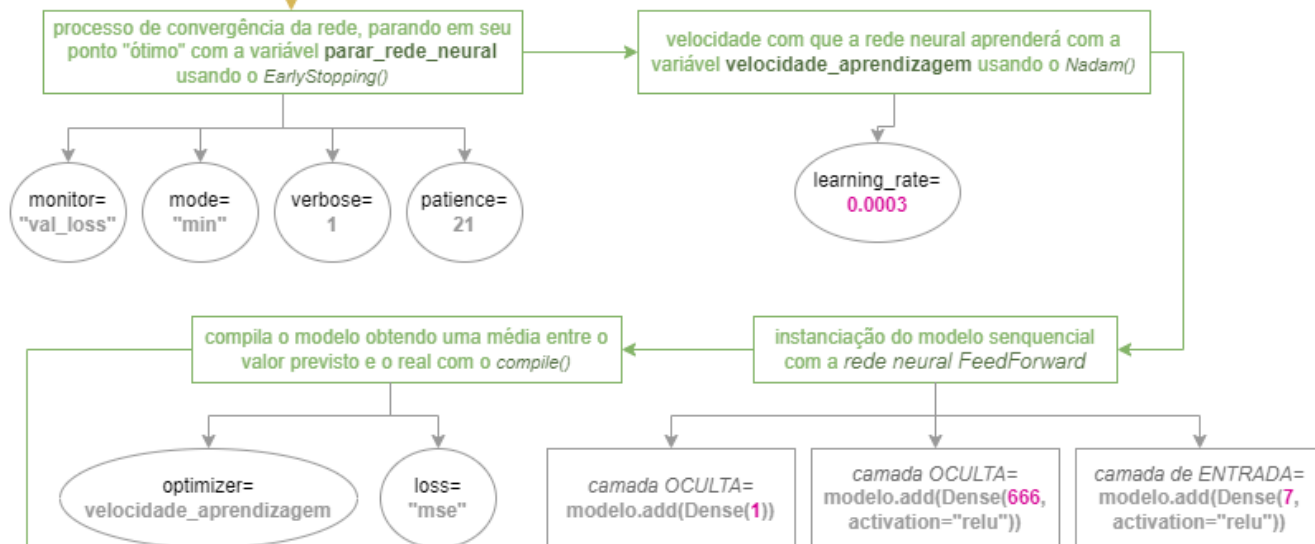 processo de convergência da rede, parando em seu
ponto "ótimo" com a variável parar_rede_neural
usando o EarlyStopping()
velocidade com que a rede neural aprenderá com a
variável velocidade_aprendizagem usando o Nadam()
monitor=
"val_loss"
mode=
"min"
verbose=
1
patience=
21
learning_rate=
0.0003
compila o modelo obtendo uma média entre o
valor previsto e o real com o compile()
instanciação do modelo senquencial
com a rede neural FeedForward
optimizer=
velocidade_aprendizagem
loss=
"mse"
camada OCULTA=
modelo.add(Dense(1))
camada OCULTA=
modelo.add(Dense(666,
activation="relu"))
camada de ENTRADA=
modelo.add(Dense(7,
activation="relu"))